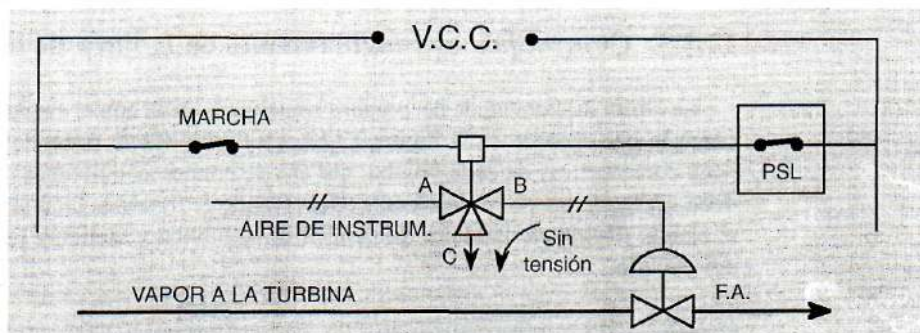 V.C.C.
MARCHA
PSL
A
B
AIRE DE INSTRUM.
C
Sin
tensión
VAPOR A LA TURBINA
F.A.